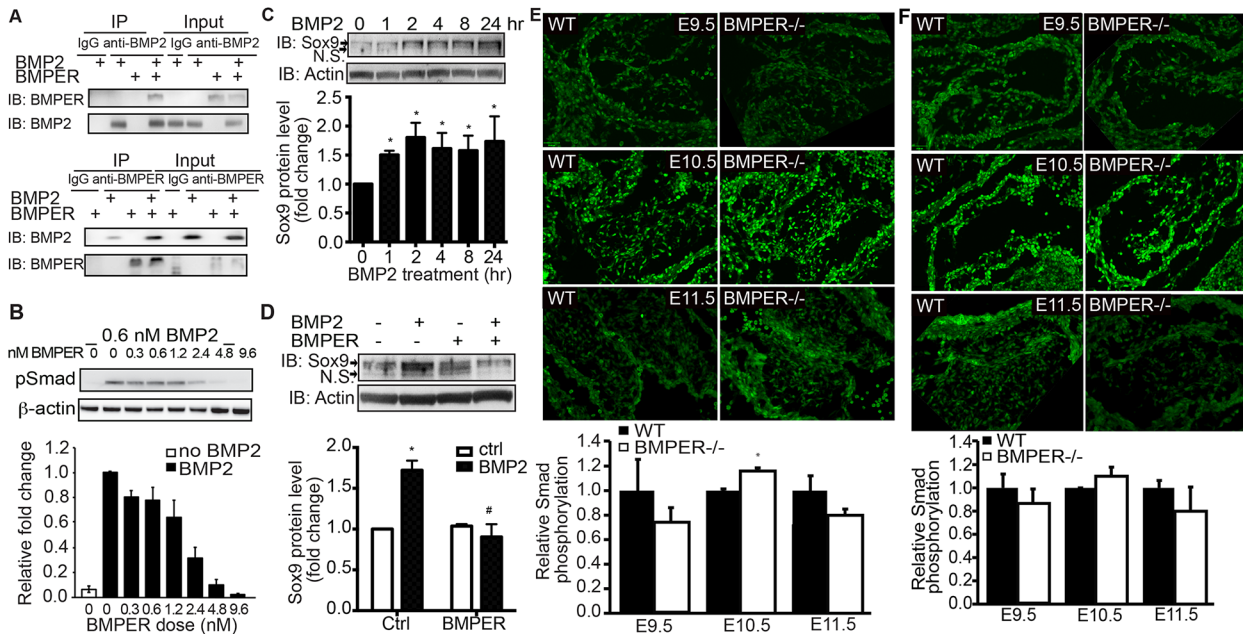 A
IP Input
IgG anti-BMP2 IgG anti-BMP2
BMP2 + + + + + +
BMPER + + + +
IB: BMPER
IB: BMP2
IP Input
IgG anti-BMPER IgG anti-BMPER
BMP2 + + + +
BMPER + + + + + +
IB: BMP2
IB: BMPER
B
– 0.6 nM BMP2 –
nM BMPER 0 0 0.3 0.6 1.2 2.4 4.8 9.6
pSmad
β-actin
no BMP2
BMP2
Relative fold change
1.2
1.0
0.8
0.6
0.4
0.2
0.0
0 0 0.3 0.6 1.2 2.4 4.8 9.6
BMPER dose (nM)
C
BMP2
0 1 2 4 8 24 hr
IB: Sox9
N.S.
IB: Actin
Sox9 protein level
(fold change)
2.5
2.0
1.5
1.0
0.5
0.0
* * * * *
0 1 2 4 8 24
BMP2 treatment (hr)
D
BMP2 - + - +
BMPER - - + +
IB: Sox9
N.S.
IB: Actin
Sox9 protein level
(fold change)
2.0
1.5
1.0
0.5
0.0
ctrl
BMP2
*
#
Ctrl BMPER
E
WT E9.5 BMPER-/-
WT E10.5 BMPER-/-
WT E11.5 BMPER-/-
WT
BMPER-/-
Relative Smad
phosphorylation
1.4
1.2
1.0
0.8
0.6
0.4
0.2
0.0
*
E9.5 E10.5 E11.5
F
WT E9.5 BMPER-/-
WT E10.5 BMPER-/-
WT E11.5 BMPER-/-
WT
BMPER-/-
Relative Smad
phosphorylation
1.4
1.2
1.0
0.8
0.6
0.4
0.2
0.0
E9.5 E10.5 E11.5